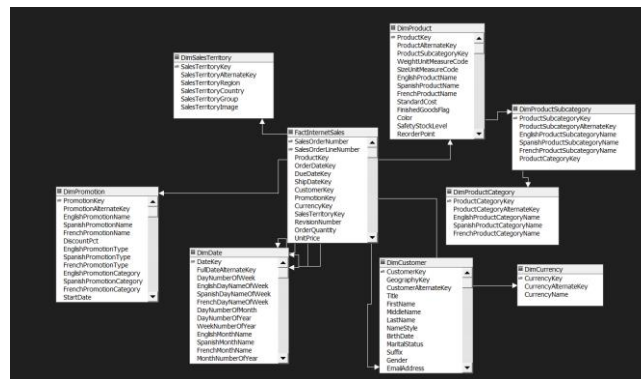 DimProduct
ProductKey
ProductAlternateKey
ProductSubcategoryKey
WeightUnitMeasureCode
SizeUnitMeasureCode
EnglishProductName
SpanishProductName
FrenchProductName
StandardCost
FinishedGoodsFlag
Color
SafetyStockLevel
ReorderPoint
DimSalesTerritory
SalesTerritoryKey
SalesTerritoryAlternateKey
SalesTerritoryRegion
SalesTerritoryCountry
SalesTerritoryGroup
SalesTerritoryImage
DimProductSubcategory
ProductSubcategoryKey
ProductSubcategoryAlternateKey
EnglishProductSubcategoryName
SpanishProductSubcategoryName
FrenchProductSubcategoryName
ProductCategoryKey
FactInternetSales
SalesOrderNumber
SalesOrderLineNumber
ProductKey
OrderDateKey
DueDateKey
ShipDateKey
CustomerKey
PromotionKey
CurrencyKey
SalesTerritoryKey
RevisionNumber
OrderQuantity
UnitPrice
DimPromotion
PromotionKey
PromotionAlternateKey
EnglishPromotionName
SpanishPromotionName
FrenchPromotionName
DiscountPct
EnglishPromotionType
SpanishPromotionType
FrenchPromotionType
EnglishPromotionCategory
SpanishPromotionCategory
FrenchPromotionCategory
StartDate
DimProductCategory
ProductCategoryKey
ProductCategoryAlternateKey
EnglishProductCategoryName
SpanishProductCategoryName
FrenchProductCategoryName
DimDate
DateKey
FullDateAlternateKey
DayNumberOfWeek
EnglishDayNameOfWeek
SpanishDayNameOfWeek
FrenchDayNameOfWeek
DayNumberOfMonth
DayNumberOfYear
WeekNumberOfYear
EnglishMonthName
SpanishMonthName
FrenchMonthName
MonthNumberOfYear
DimCustomer
CustomerKey
GeographyKey
CustomerAlternateKey
Title
FirstName
MiddleName
LastName
NameStyle
BirthDate
MaritalStatus
Suffix
Gender
EmailAddress
DimCurrency
CurrencyKey
CurrencyAlternateKey
CurrencyName